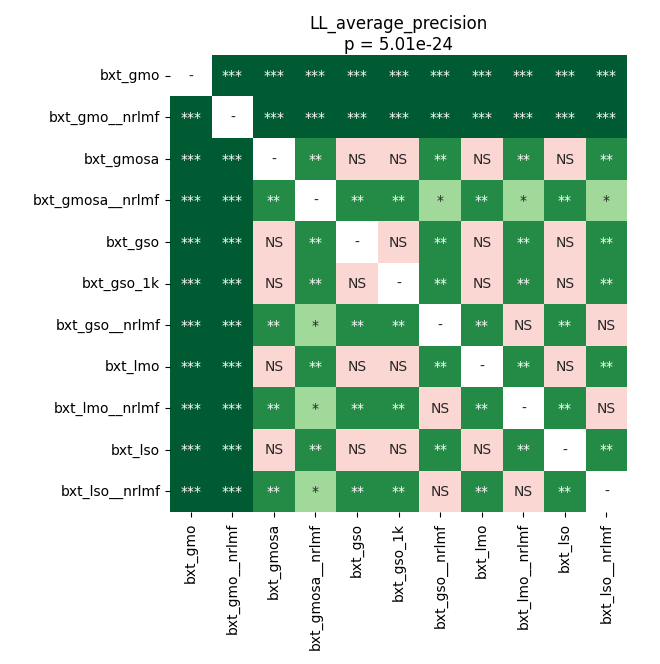 LL_average_precision
p = 5.01e-24
bxt_gmo - *** *** *** *** *** *** *** *** *** ***
bxt_gmo__nrlmf *** - *** *** *** *** *** *** *** *** ***
bxt_gmosa *** *** - ** NS NS ** NS ** NS **
bxt_gmosa__nrlmf *** *** ** - ** ** * ** * ** *
bxt_gso *** *** NS ** - NS ** NS ** NS **
bxt_gso_1k *** *** NS ** NS - ** NS ** NS **
bxt_gso__nrlmf *** *** ** * ** ** - ** NS ** NS
bxt_lmo *** *** NS ** NS NS ** - ** NS **
bxt_lmo__nrlmf *** *** ** * ** ** NS ** - ** NS
bxt_lso *** *** NS ** NS NS ** NS ** - **
bxt_lso__nrlmf *** *** ** * ** ** NS ** NS ** -
bxt_gmo
bxt_gmo__nrlmf
bxt_gmosa
bxt_gmosa__nrlmf
bxt_gso
bxt_gso_1k
bxt_gso__nrlmf
bxt_lmo
bxt_lmo__nrlmf
bxt_lso
bxt_lso__nrlmf